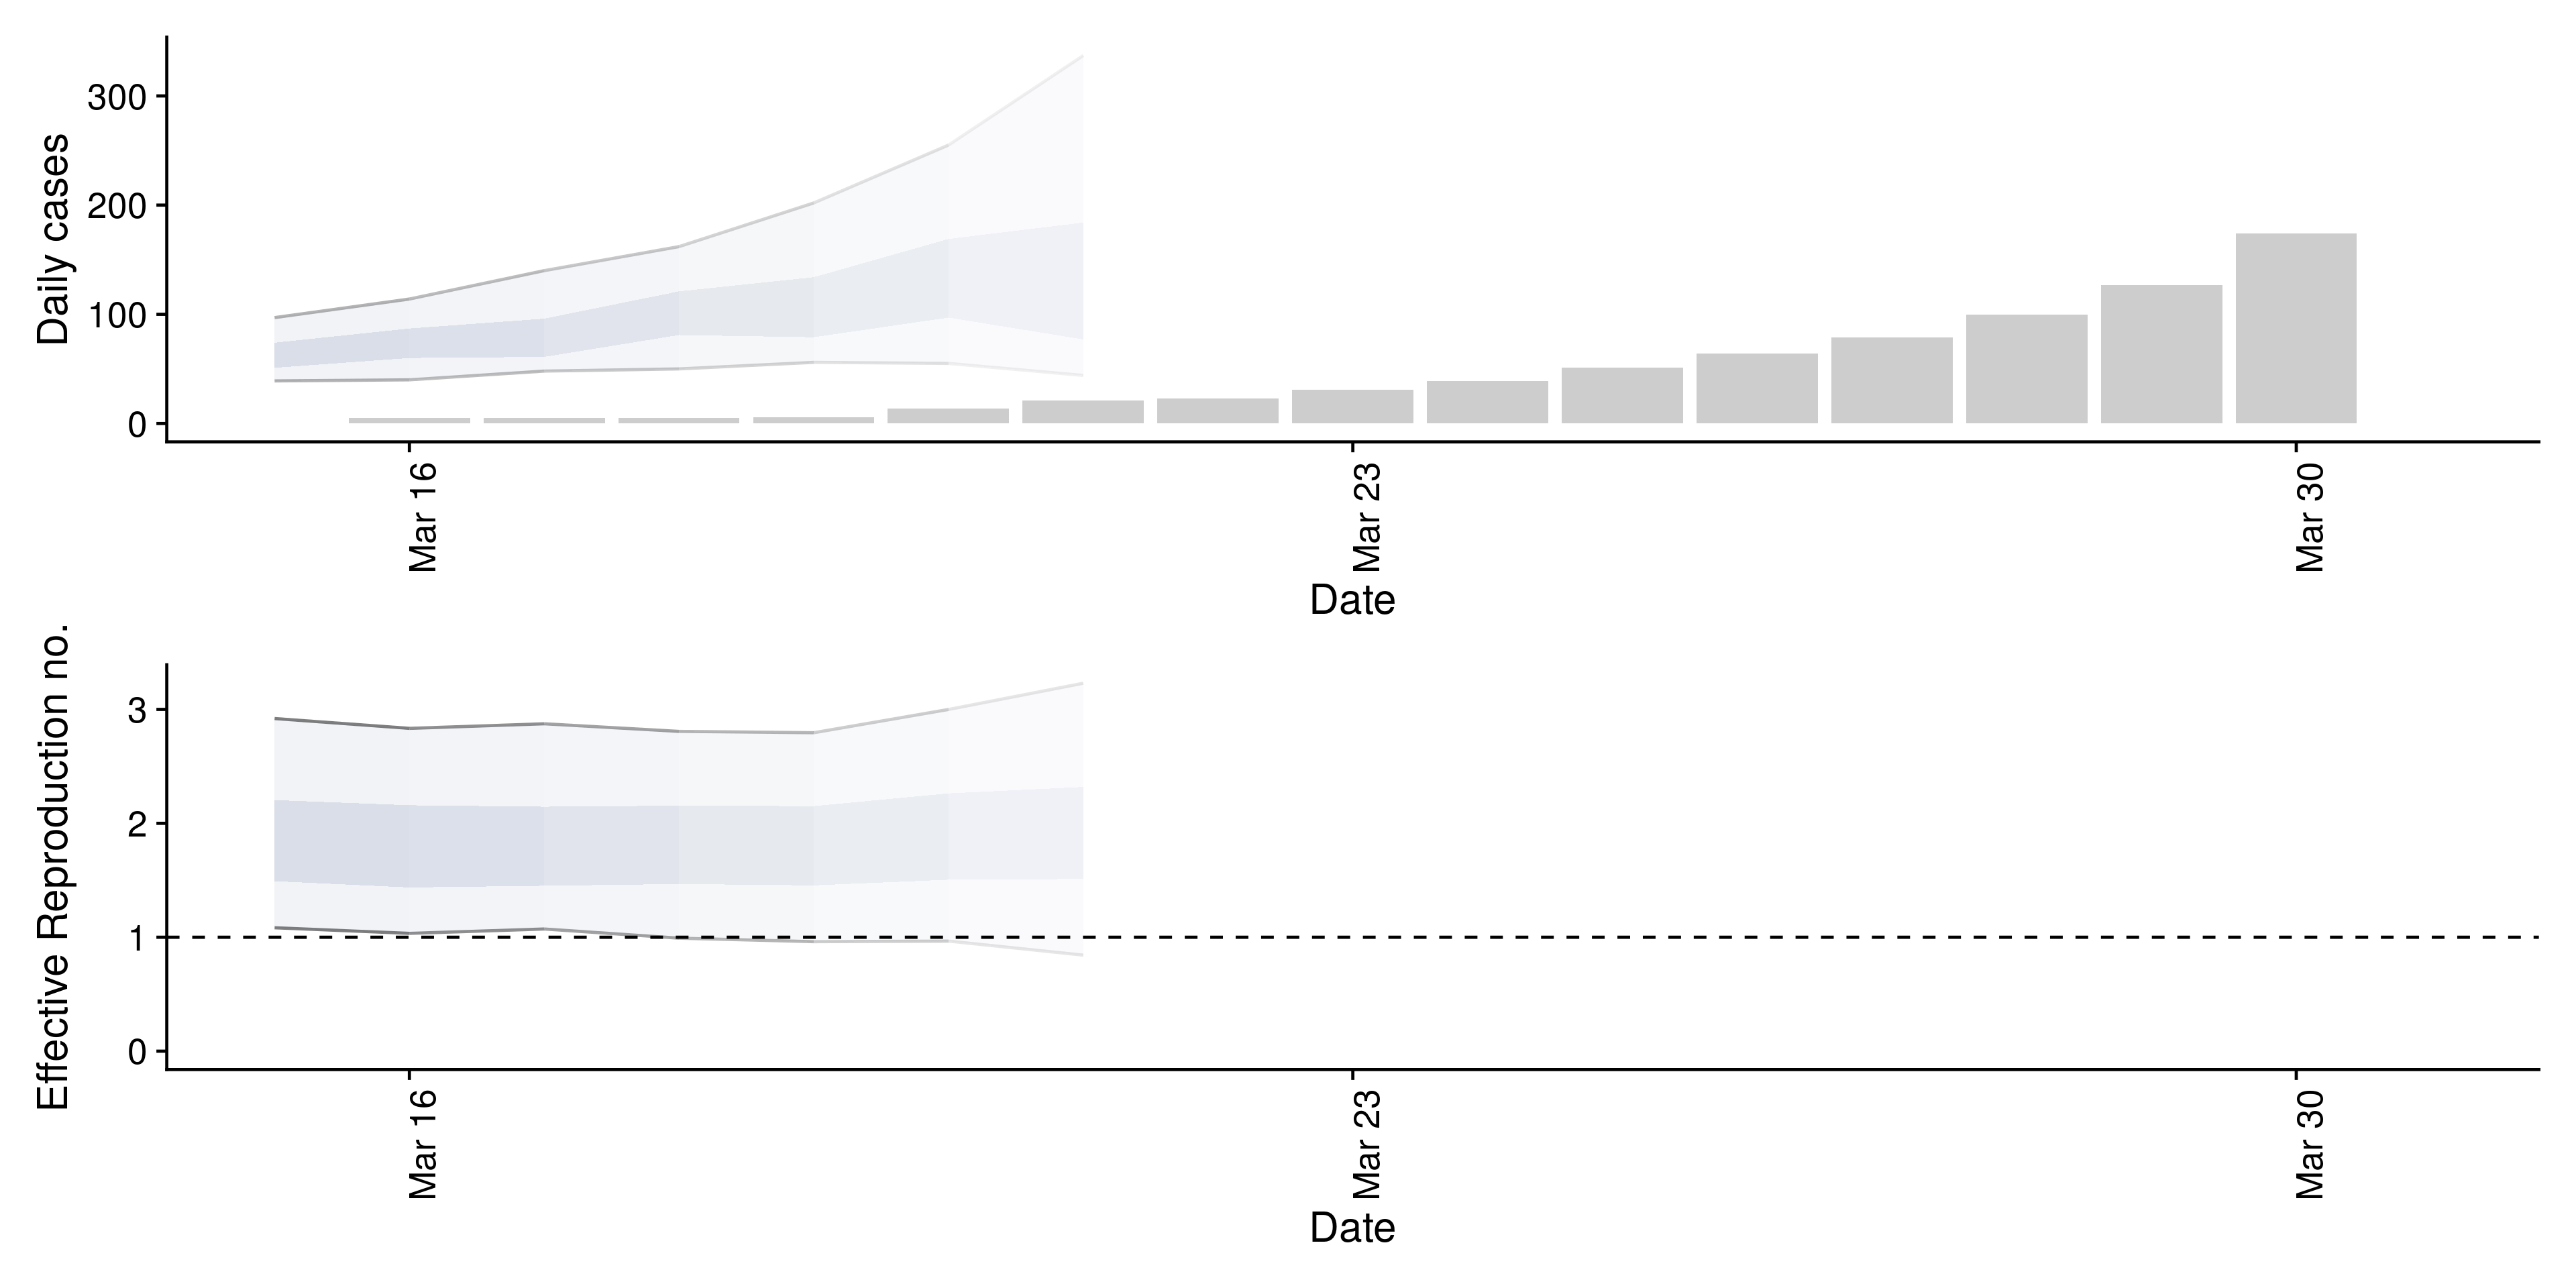 Daily cases
300
200
100
0
Mar 16
Mar 23
Mar 30
Date
Effective Reproduction no.
3
2
1
0
Mar 16
Mar 23
Mar 30
Date